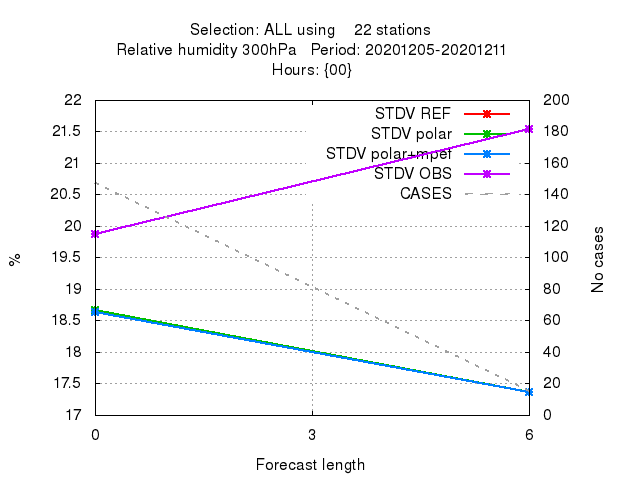 Selection: ALL using    22 stations
Relative humidity 300hPa   Period: 20201205-20201211
Hours: {00}
22
21.5
21
20.5
20
19.5
19
18.5
18
17.5
17
%
STDV REF
STDV polar
STDV polar+mpef
STDV OBS
CASES
200
180
160
140
120
100
80
60
40
20
0
No cases
0 3 6
Forecast length